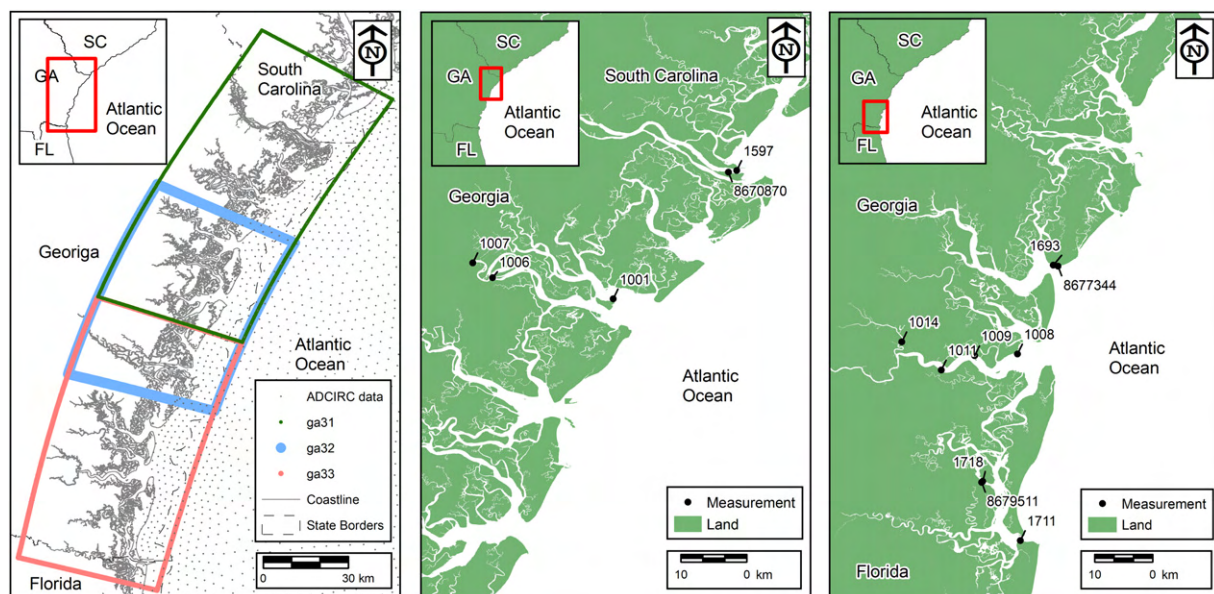 SC
GA
Atlantic
Ocean
FL
N
South
Carolina
Georiga
Atlantic
Ocean
ADCIRC data
ga31
ga32
ga33
Coastline
State Borders
0 30 km
Florida
SC
GA
Atlantic
Ocean
FL
N
South Carolina
1597
8670870
Georgia
1007
1006
1001
Atlantic
Ocean
Measurement
Land
10 0 km
SC
GA
Atlantic
Ocean
FL
N
Georgia
1693
8677344
1014
1009
1008
1011
Atlantic
Ocean
1718
8679511
1711
Measurement
Land
Florida
10 0 km